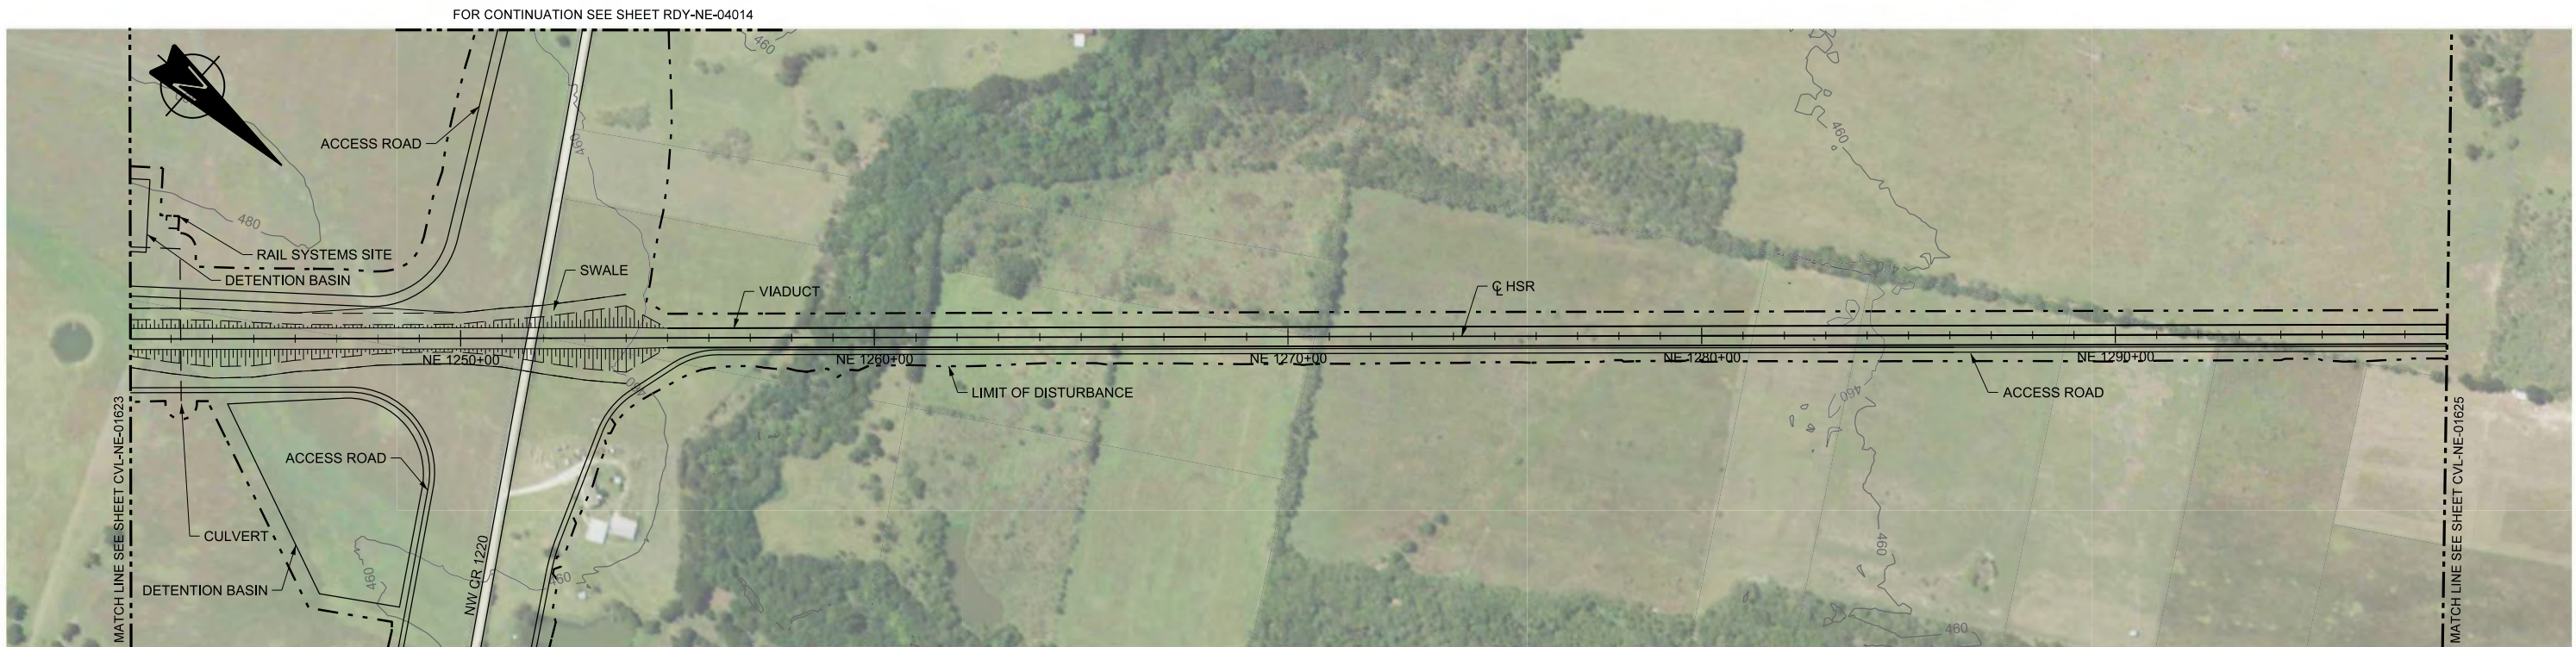 FOR CONTINUATION SEE SHEET RDY-NE-04014
460
N
ACCESS ROAD
460
460
480
RAIL SYSTEMS SITE
DETENTION BASIN
SWALE
VIADUCT
℄ HSR
NE 1250+00
NE 1260+00
NE 1270+00
NE 1280+00
NE 1290+00
LIMIT OF DISTURBANCE
ACCESS ROAD
460
460
MATCH LINE SEE SHEET CVL-NE-01623
MATCH LINE SEE SHEET CVL-NE-01625
ACCESS ROAD
CULVERT
NW CR 1220
460
460
460
DETENTION BASIN
460